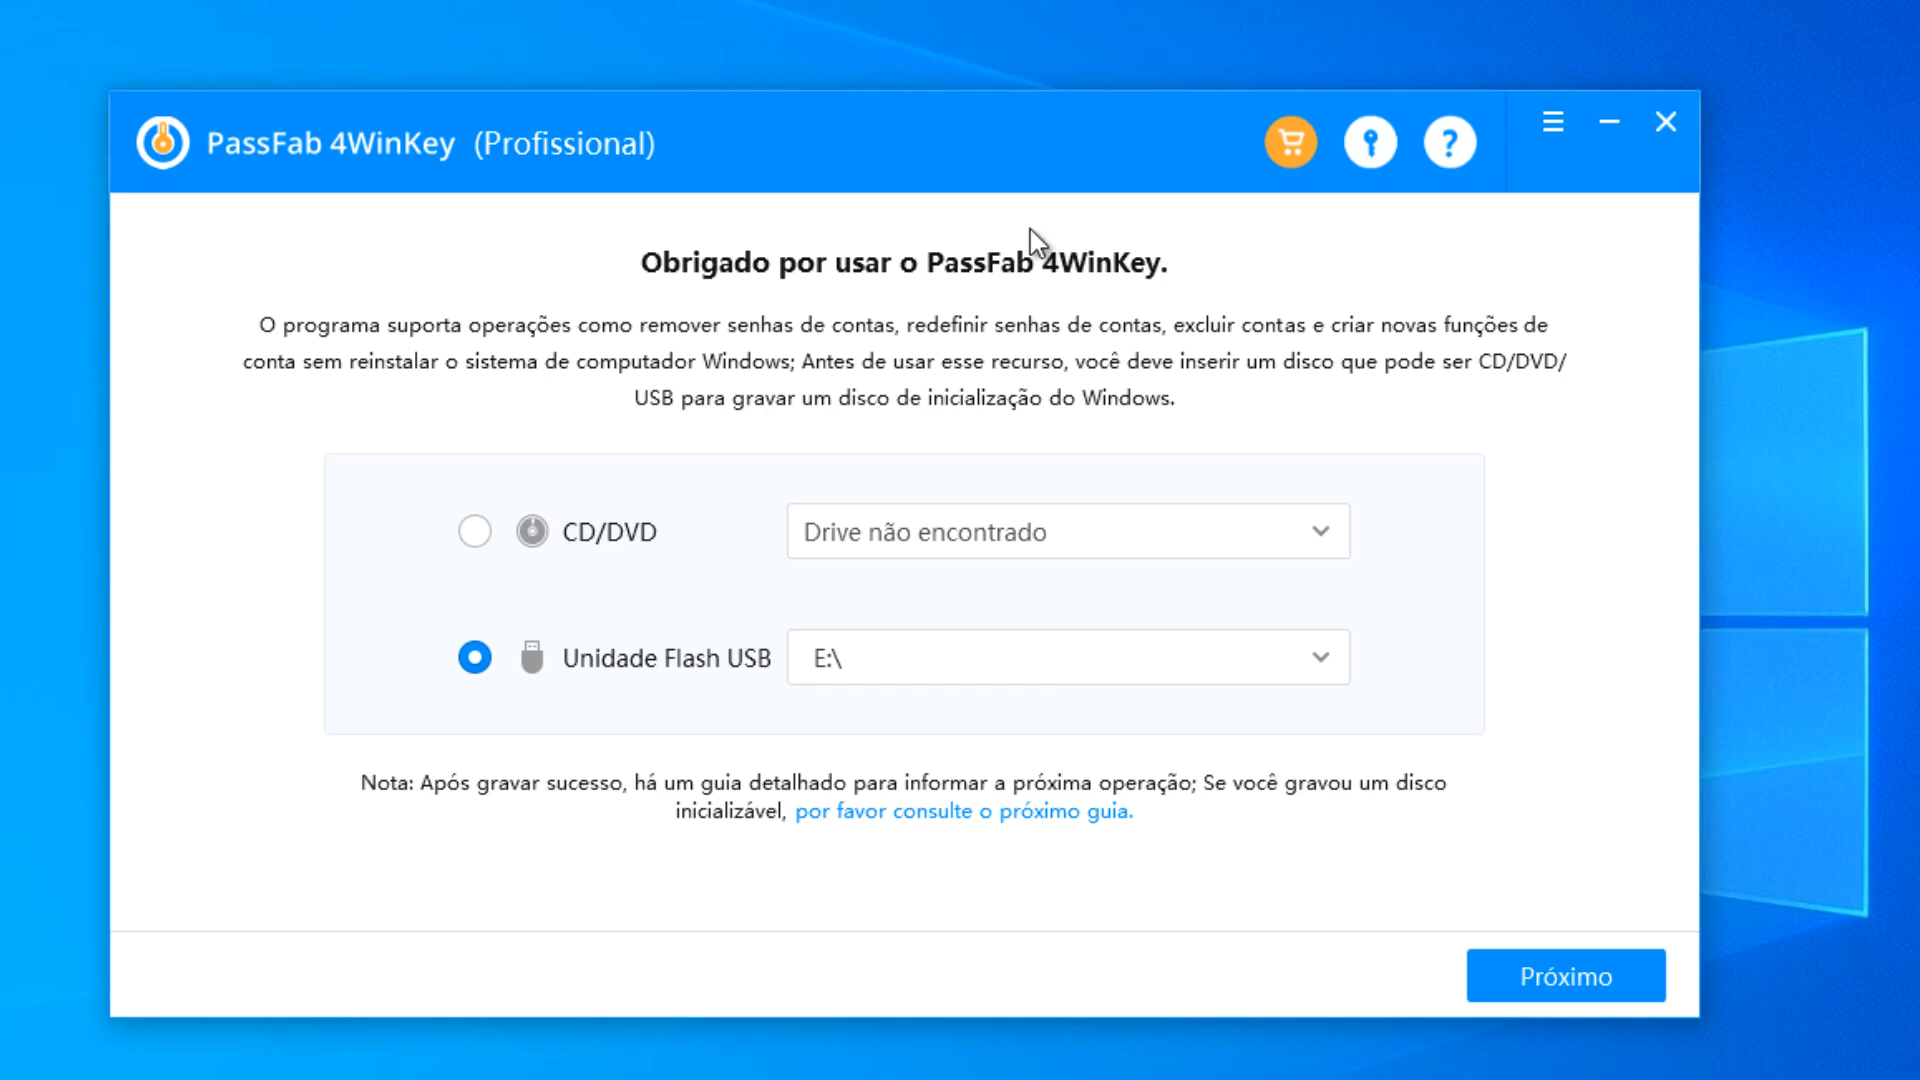 PassFab 4WinKey (Profissional)
Obrigado por usar o PassFab 4WinKey.
O programa suporta operações como remover senhas de contas, redefinir senhas de contas, excluir contas e criar novas funções de
conta sem reinstalar o sistema de computador Windows; Antes de usar esse recurso, você deve inserir um disco que pode ser CD/DVD/
USB para gravar um disco de inicialização do Windows.
CD/DVD Drive não encontrado
Unidade Flash USB E:\
Nota: Após gravar sucesso, há um guia detalhado para informar a próxima operação; Se você gravou um disco
inicializável, por favor consulte o próximo guia.
Próximo